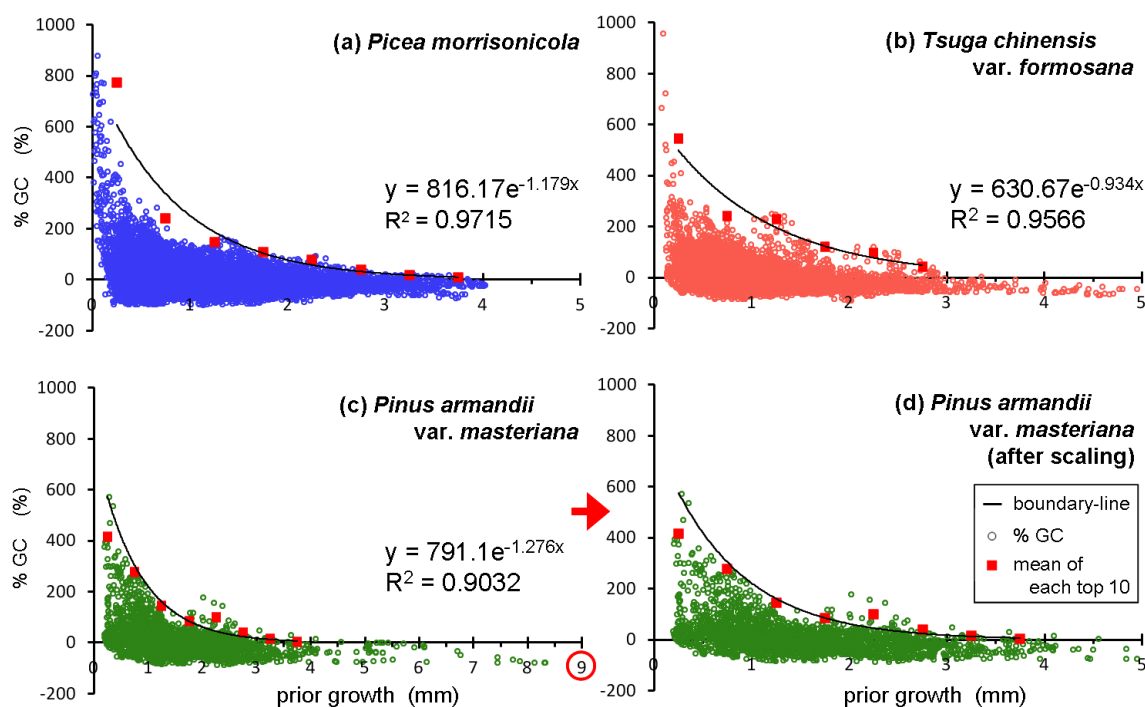 1000
800
600
400
200
0
-200
% GC (%)
(a) Picea morrisonicola
y = 816.17e-1.179x
R2 = 0.9715
0 1 2 3 4 5
1000
800
600
400
200
0
-200
(b) Tsuga chinensis
var. formosana
y = 630.67e-0.934x
R2 = 0.9566
0 1 2 3 4 5
1000
800
600
400
200
0
-200
% GC (%)
(c) Pinus armandii
var. masteriana
y = 791.1e-1.276x
R2 = 0.9032
0 1 2 3 4 5 6 7 8 9
prior growth (mm)
1000
800
600
400
200
0
-200
(d) Pinus armandii
var. masteriana
(after scaling)
boundary-line
% GC
mean of
each top 10
0 1 2 3 4 5
prior growth (mm)